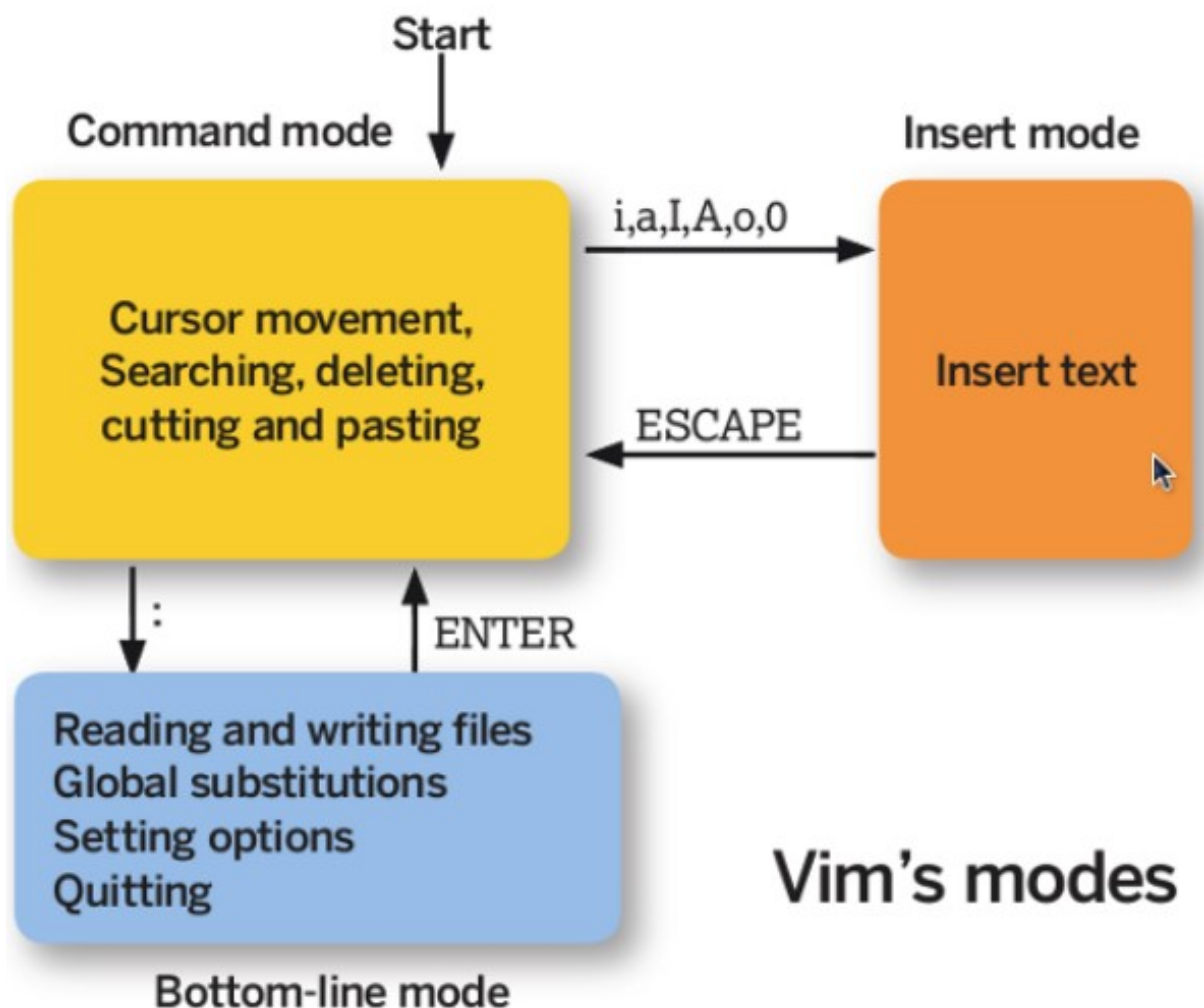 Start
Command mode
Insert mode
i,a,I,A,o,0
Cursor movement,
Searching, deleting,
cutting and pasting
Insert text
ESCAPE
:
ENTER
Reading and writing files
Global substitutions
Setting options
Quitting
Vim's modes
Bottom-line mode